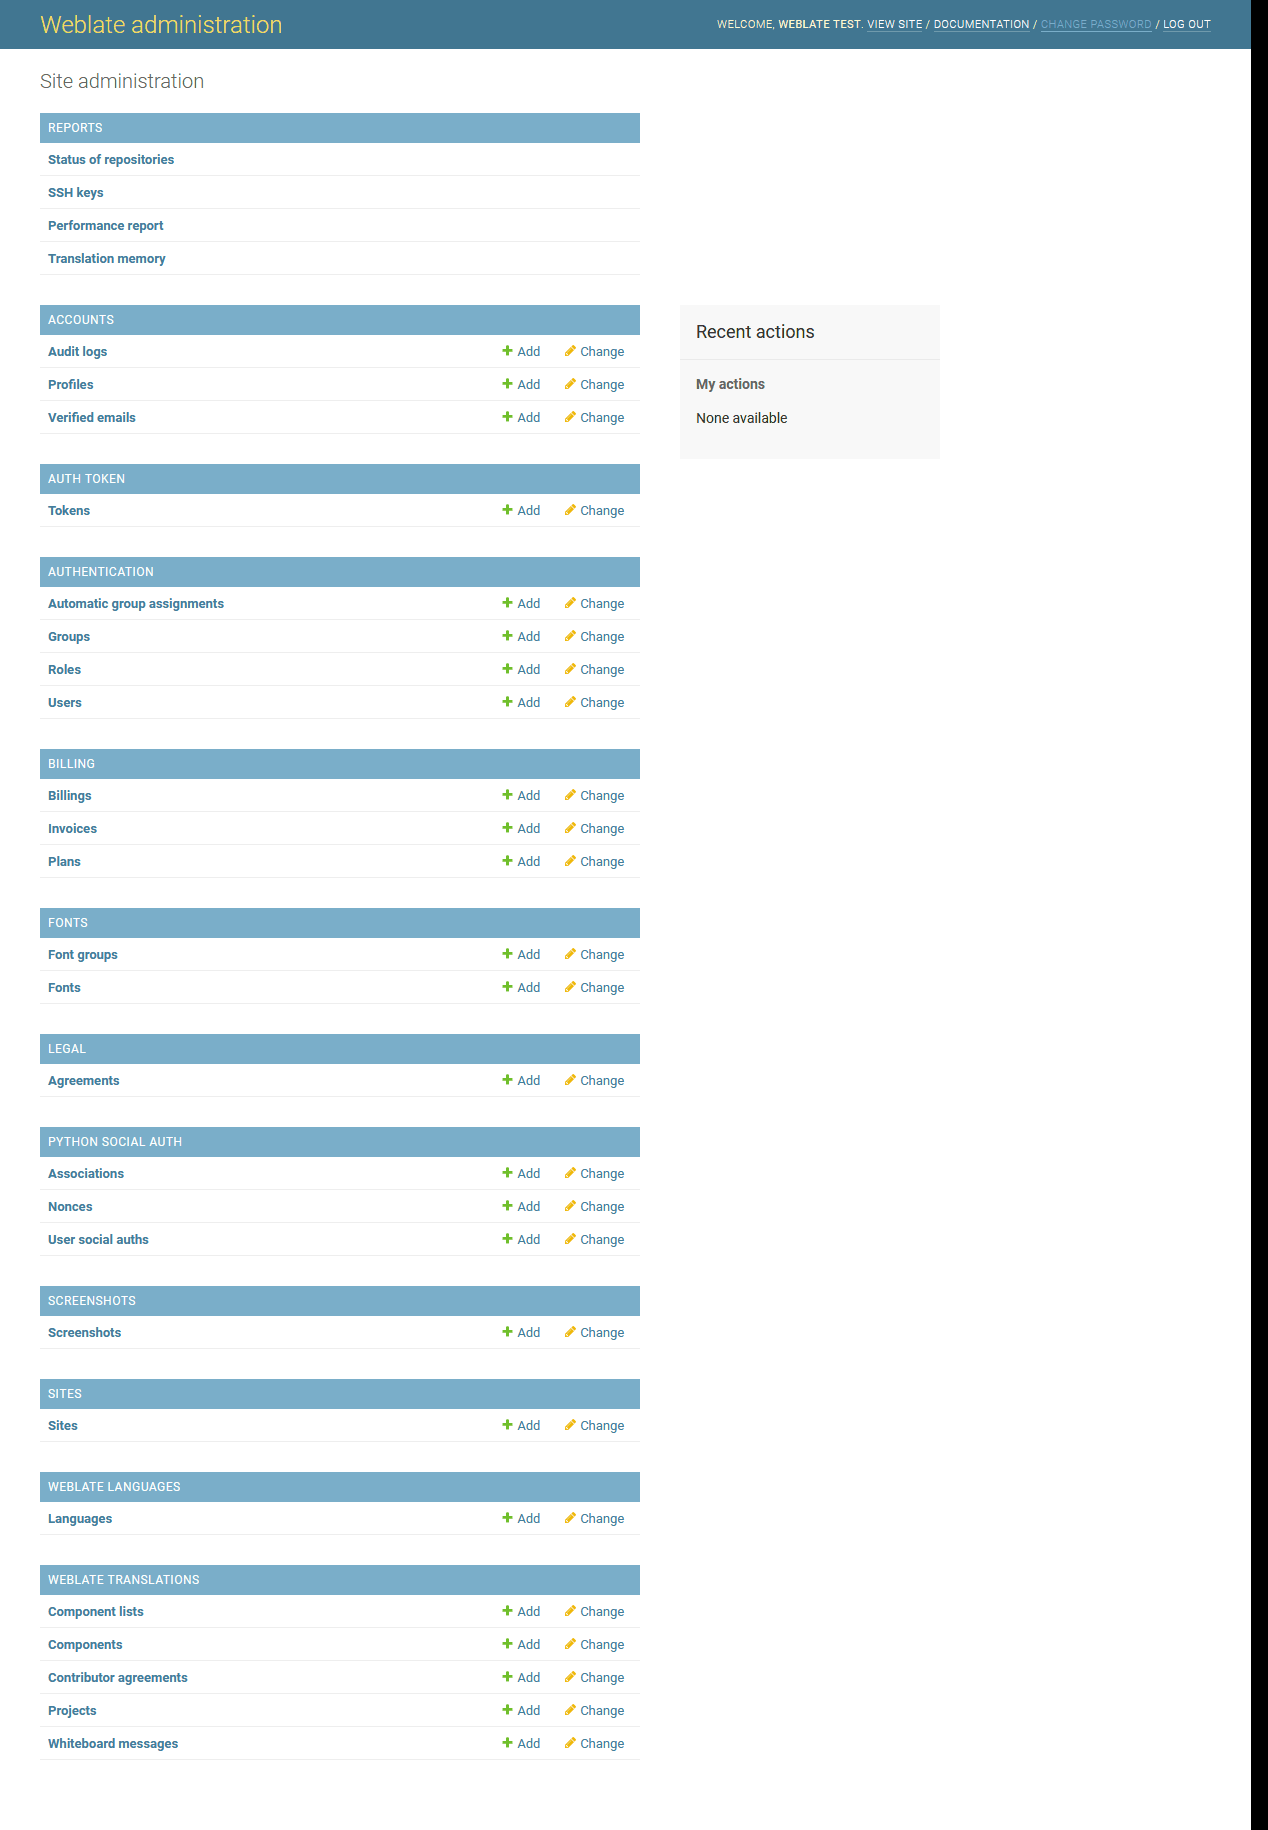 Weblate administration
WELCOME, WEBLATE TEST. VIEW SITE / DOCUMENTATION / CHANGE PASSWORD / LOG OUT
Site administration
REPORTS
Status of repositories
SSH keys
Performance report
Translation memory
ACCOUNTS
Audit logs Add Change
Profiles Add Change
Verified emails Add Change
Recent actions
My actions
None available
AUTH TOKEN
Tokens Add Change
AUTHENTICATION
Automatic group assignments Add Change
Groups Add Change
Roles Add Change
Users Add Change
BILLING
Billings Add Change
Invoices Add Change
Plans Add Change
FONTS
Font groups Add Change
Fonts Add Change
LEGAL
Agreements Add Change
PYTHON SOCIAL AUTH
Associations Add Change
Nonces Add Change
User social auths Add Change
SCREENSHOTS
Screenshots Add Change
SITES
Sites Add Change
WEBLATE LANGUAGES
Languages Add Change
WEBLATE TRANSLATIONS
Component lists Add Change
Components Add Change
Contributor agreements Add Change
Projects Add Change
Whiteboard messages Add Change